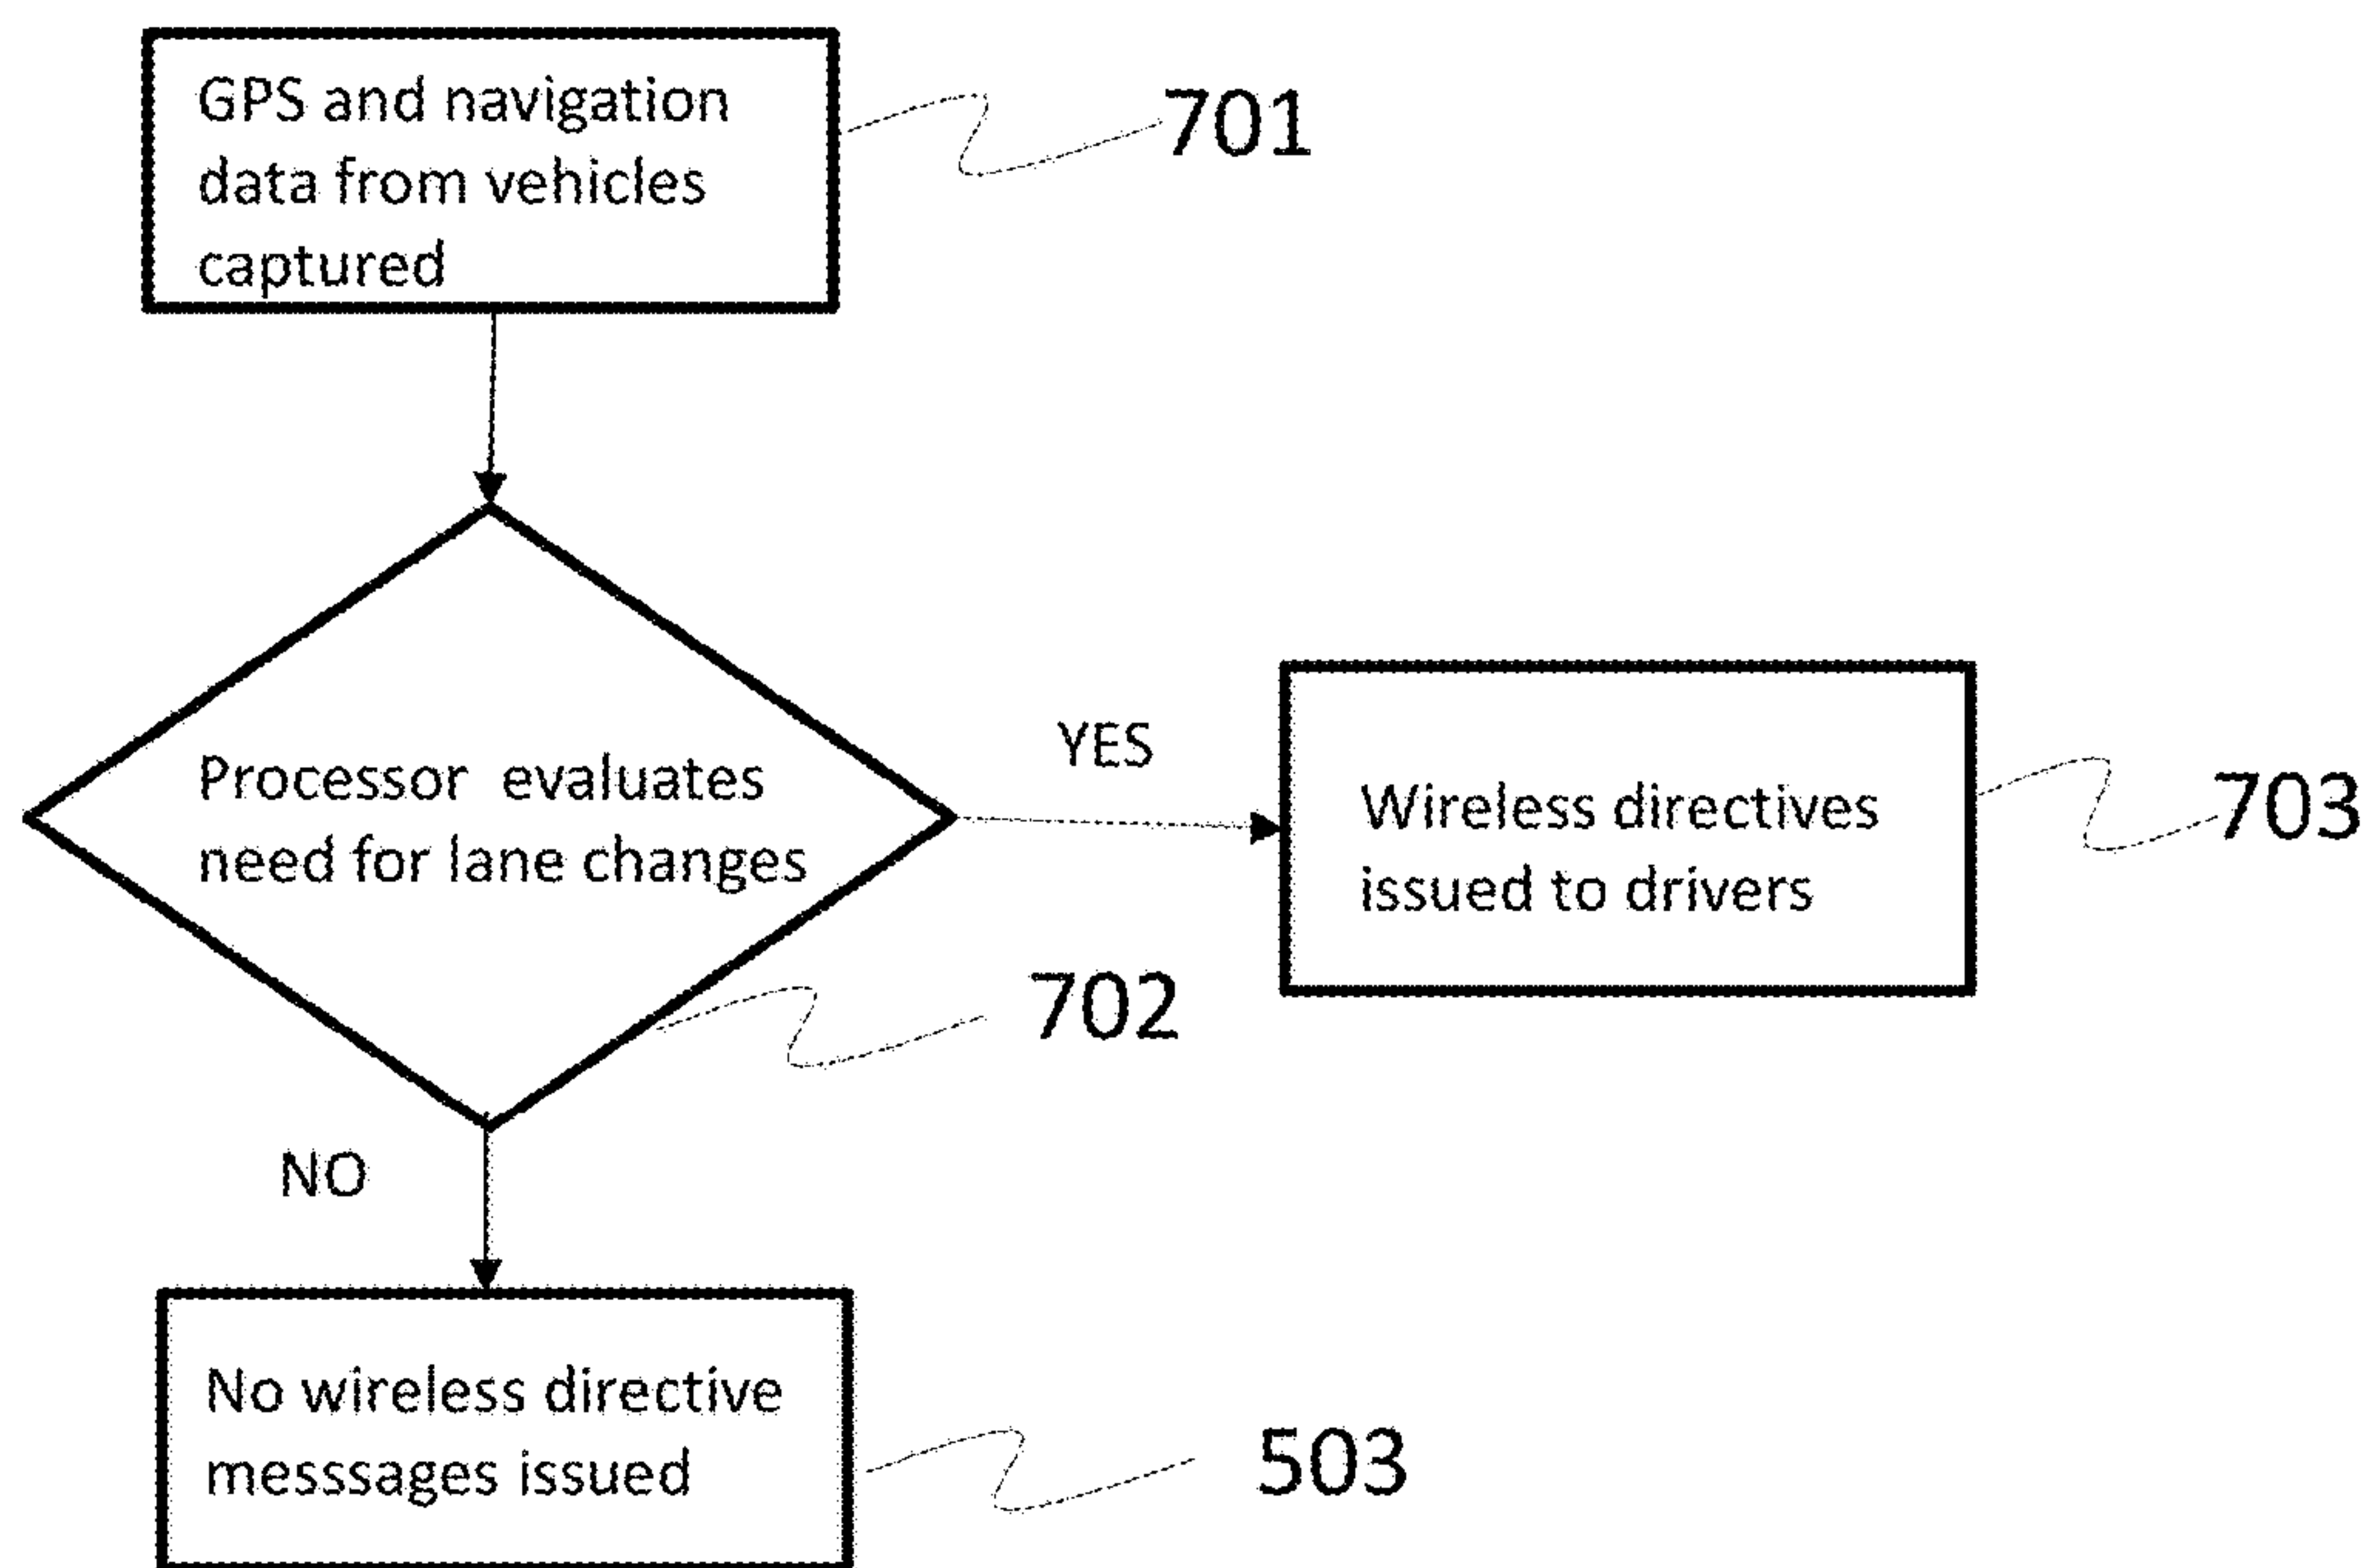 GPS and navigation
data from vehicles
captured
701
Processor evaluates
need for lane changes
YES
Wireless directives
issued to drivers
703
702
NO
No wireless directive
messsages issued
503